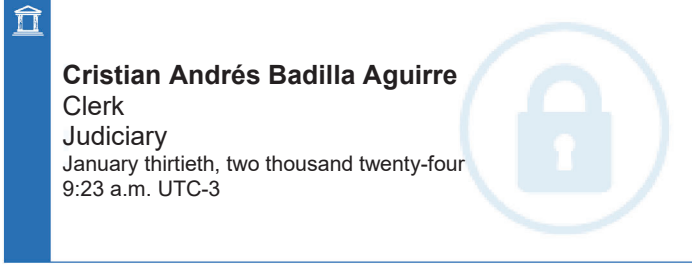 Cristian Andrés Badilla Aguirre
Clerk
Judiciary
January thirtieth, two thousand twenty-four
9:23 a.m. UTC-3